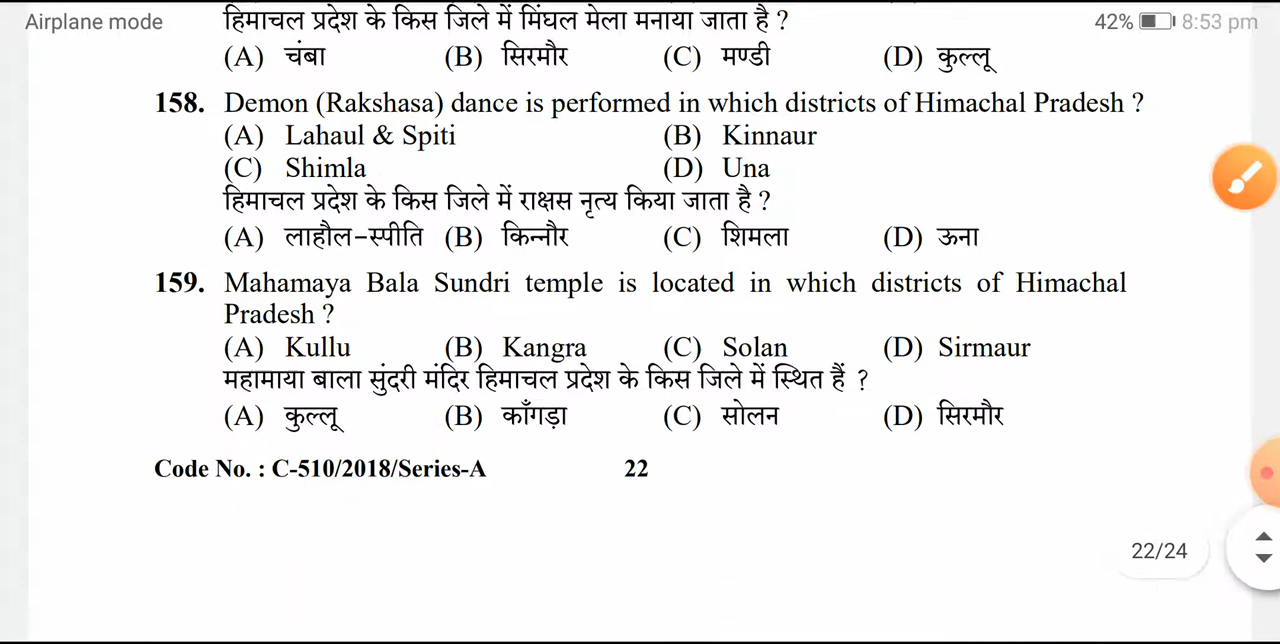 Airplane mode
42% 8:53 pm
हिमाचल प्रदेश के किस जिले में मिंघल मेला मनाया जाता है ?
(A) चंबा (B) सिरमौर (C) मण्डी (D) कुल्लू
158. Demon (Rakshasa) dance is performed in which districts of Himachal Pradesh ?
(A) Lahaul & Spiti (B) Kinnaur
(C) Shimla (D) Una
हिमाचल प्रदेश के किस जिले में राक्षस नृत्य किया जाता है ?
(A) लाहौल-स्पीति (B) किन्नौर (C) शिमला (D) ऊना
159. Mahamaya Bala Sundri temple is located in which districts of Himachal
Pradesh ?
(A) Kullu (B) Kangra (C) Solan (D) Sirmaur
महामाया बाला सुंदरी मंदिर हिमाचल प्रदेश के किस जिले में स्थित हैं ?
(A) कुल्लू (B) काँगड़ा (C) सोलन (D) सिरमौर
Code No. : C-510/2018/Series-A 22
22/24